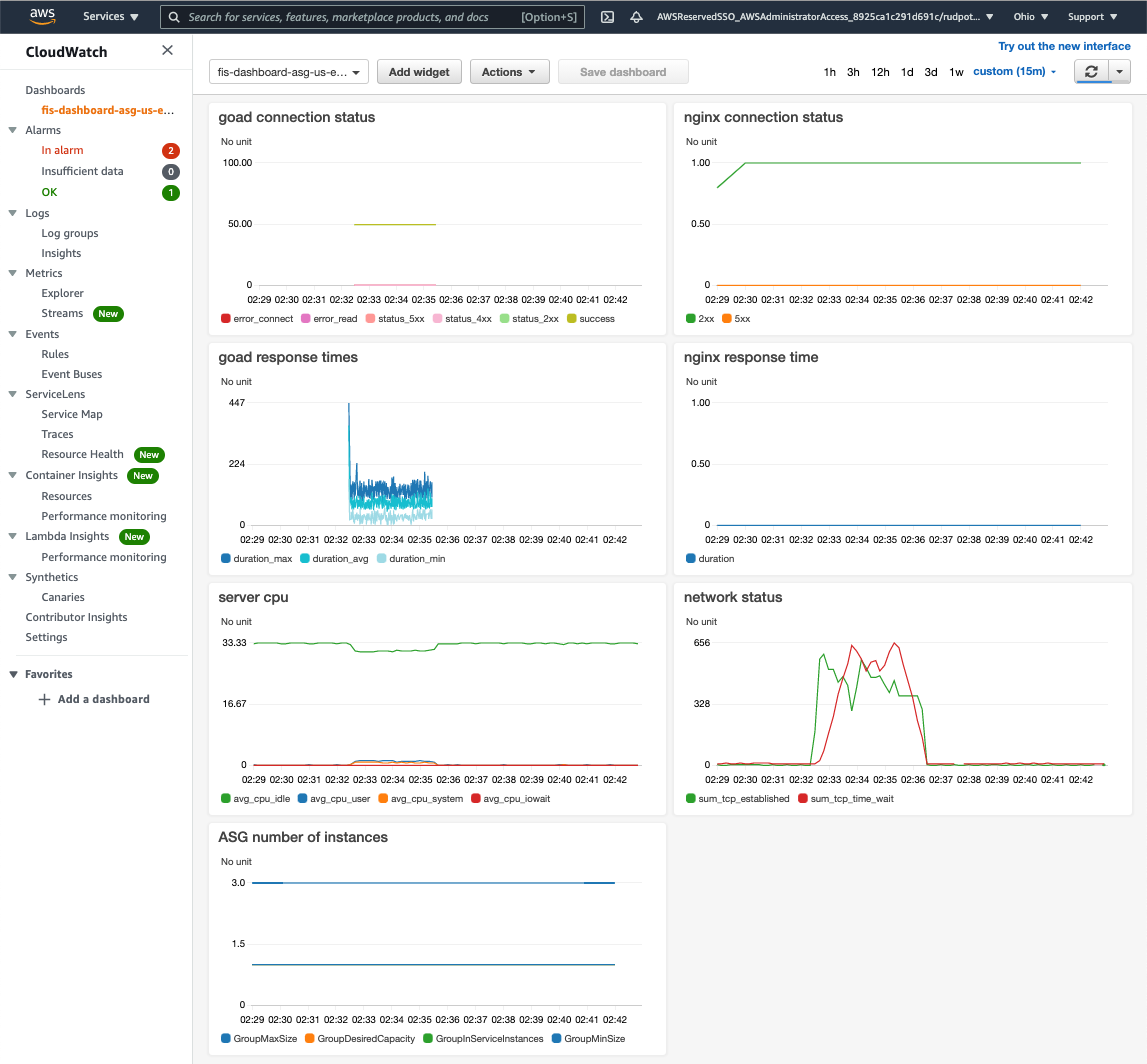 aws
Services
Search for services, features, marketplace products, and docs [Option+S]
AWSReservedSSO_AWSAdministratorAccess_8925ca1c291d691c/rudpot...
Ohio
Support
CloudWatch
Dashboards
fis-dashboard-asg-us-e...
Alarms
In alarm 2
Insufficient data 0
OK 1
Logs
Log groups
Insights
Metrics
Explorer
Streams New
Events
Rules
Event Buses
ServiceLens
Service Map
Traces
Resource Health New
Container Insights New
Resources
Performance monitoring
Lambda Insights New
Performance monitoring
Synthetics
Canaries
Contributor Insights
Settings
Favorites
Add a dashboard
Try out the new interface
fis-dashboard-asg-us-e... Add widget Actions Save dashboard 1h 3h 12h 1d 3d 1w custom (15m)
goad connection status
No unit
100.00
50.00
0
02:29 02:30 02:31 02:32 02:33 02:34 02:35 02:36 02:37 02:38 02:39 02:40 02:41 02:42
error_connect error_read status_5xx status_4xx status_2xx success
nginx connection status
No unit
1.00
0.50
0
02:29 02:30 02:31 02:32 02:33 02:34 02:35 02:36 02:37 02:38 02:39 02:40 02:41 02:42
2xx 5xx
goad response times
No unit
447
224
0
02:29 02:30 02:31 02:32 02:33 02:34 02:35 02:36 02:37 02:38 02:39 02:40 02:41 02:42
duration_max duration_avg duration_min
nginx response time
No unit
1.00
0.50
0
02:29 02:30 02:31 02:32 02:33 02:34 02:35 02:36 02:37 02:38 02:39 02:40 02:41 02:42
duration
server cpu
No unit
33.33
16.67
0
02:29 02:30 02:31 02:32 02:33 02:34 02:35 02:36 02:37 02:38 02:39 02:40 02:41 02:42
avg_cpu_idle avg_cpu_user avg_cpu_system avg_cpu_iowait
network status
No unit
656
328
0
02:29 02:30 02:31 02:32 02:33 02:34 02:35 02:36 02:37 02:38 02:39 02:40 02:41 02:42
sum_tcp_established sum_tcp_time_wait
ASG number of instances
No unit
3.0
1.5
0
02:29 02:30 02:31 02:32 02:33 02:34 02:35 02:36 02:37 02:38 02:39 02:40 02:41 02:42
GroupMaxSize GroupDesiredCapacity GroupInServiceInstances GroupMinSize